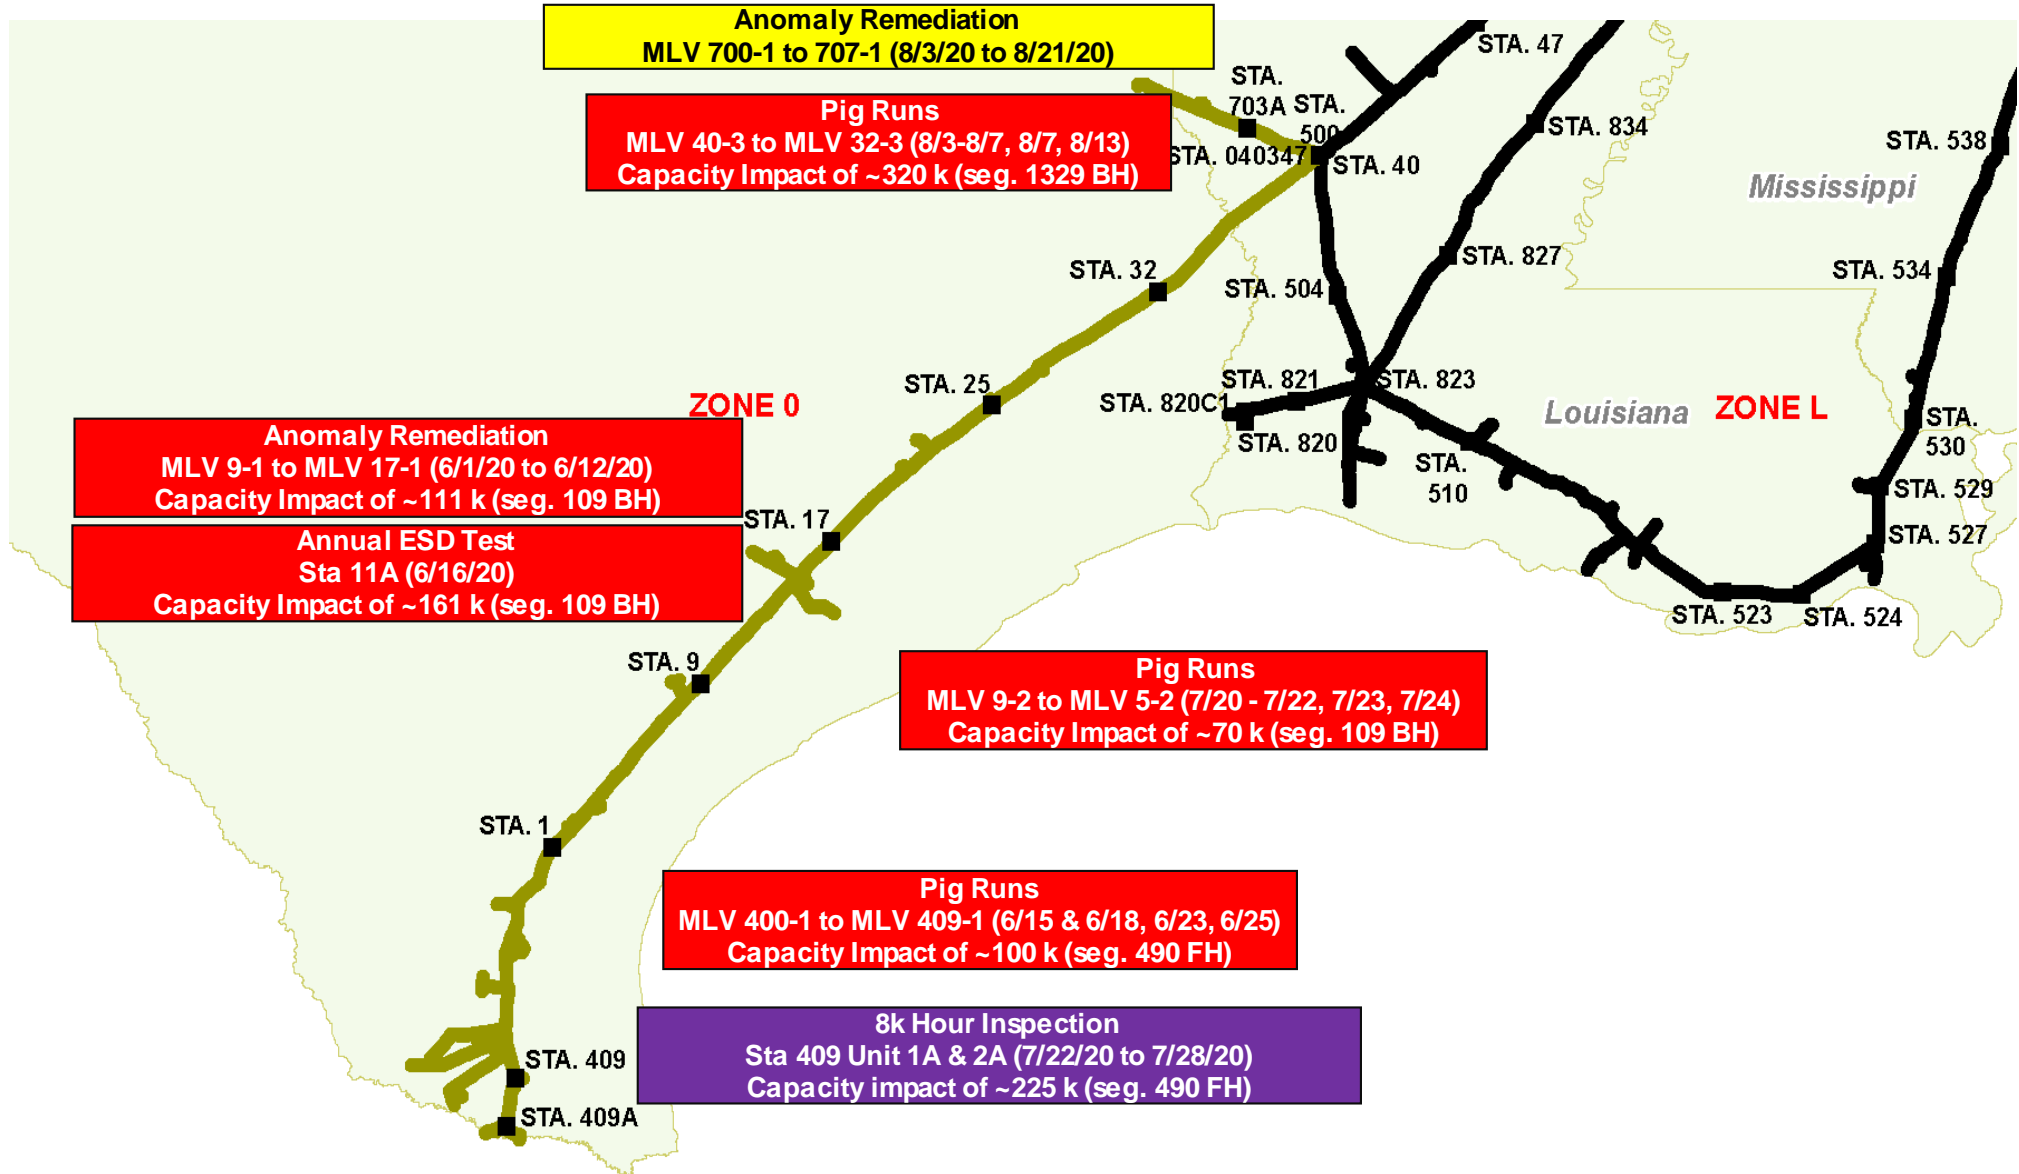 Anomaly Remediation
MLV 700-1 to 707-1 (8/3/20 to 8/21/20)
Pig Runs
MLV 40-3 to MLV 32-3 (8/3-8/7, 8/7, 8/13)
Capacity Impact of ~320 k (seg. 1329 BH)
STA. 47
STA.
703A
STA.
500
STA. 040347
STA. 40
STA. 834
STA. 538
Mississippi
STA. 827
STA. 534
STA. 32
STA. 504
STA. 25
ZONE 0
STA. 821
STA. 823
STA. 820C1
STA. 820
Louisiana
ZONE L
STA.
530
STA.
510
STA. 529
STA. 527
STA. 523
STA. 524
Anomaly Remediation
MLV 9-1 to MLV 17-1 (6/1/20 to 6/12/20)
Capacity Impact of ~111 k (seg. 109 BH)
STA. 17
Annual ESD Test
Sta 11A (6/16/20)
Capacity Impact of ~161 k (seg. 109 BH)
STA. 9
Pig Runs
MLV 9-2 to MLV 5-2 (7/20 - 7/22, 7/23, 7/24)
Capacity Impact of ~70 k (seg. 109 BH)
STA. 1
Pig Runs
MLV 400-1 to MLV 409-1 (6/15 & 6/18, 6/23, 6/25)
Capacity Impact of ~100 k (seg. 490 FH)
8k Hour Inspection
Sta 409 Unit 1A & 2A (7/22/20 to 7/28/20)
Capacity impact of ~225 k (seg. 490 FH)
STA. 409
STA. 409A